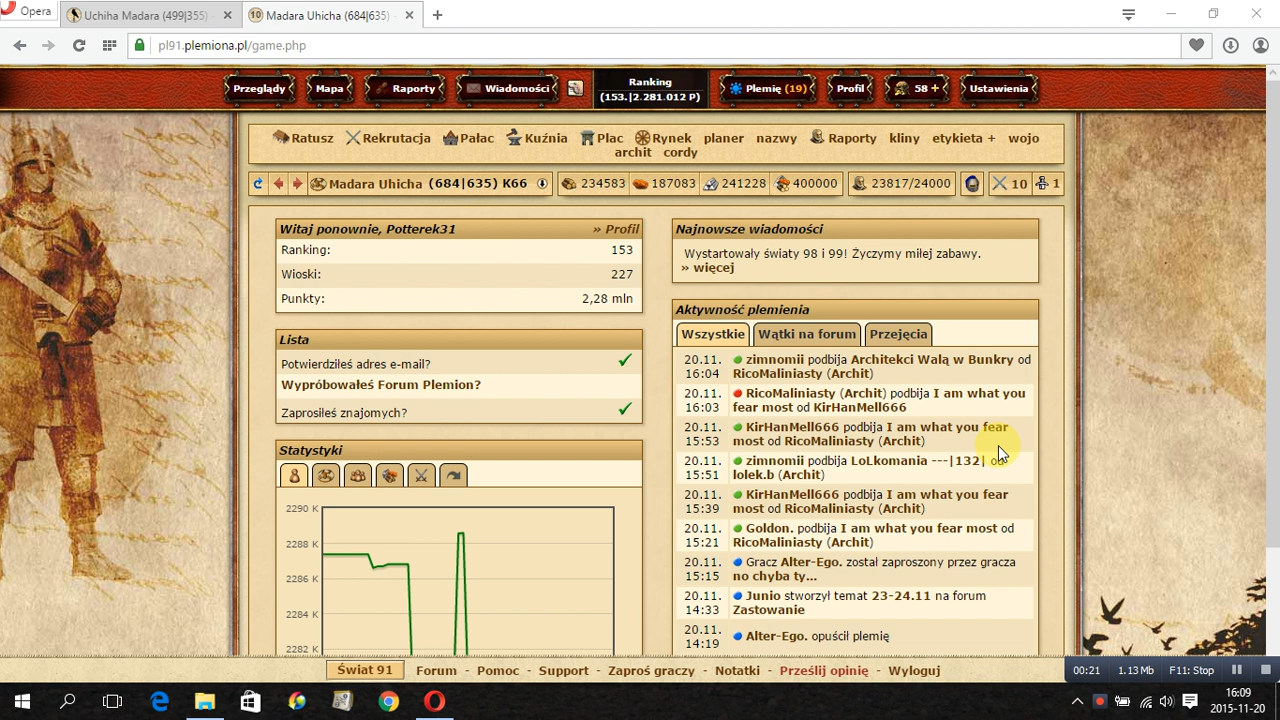 Opera
Uchiha Madara (499|355) -
Madara Uhicha (684|635) -
pl91.plemiona.pl/game.php
Przeglądy
Mapa
Raporty
Wiadomości
Ranking
(153.|2.281.012 P)
Plemię (19)
Profil
58 +
Ustawienia
Ratusz Rekrutacja Pałac Kuźnia Plac Rynek planer nazwy Raporty kliny etykieta + wojo
archit cordy
Madara Uhicha (684|635) K66
234583
187083
241228
400000
23817/24000
10
1
Witaj ponownie, Potterek31 » Profil
Ranking: 153
Wioski: 227
Punkty: 2,28 mln
Lista
Potwierdziłeś adres e-mail?
Wypróbowałeś Forum Plemion?
Zaprosiłeś znajomych?
Statystyki
2290 K
2288 K
2286 K
2284 K
2282 K
Najnowsze wiadomości
Wystartowały światy 98 i 99! Życzymy miłej zabawy.
» więcej
Aktywność plemienia
Wszystkie Wątki na forum Przejęcia
20.11. zimnomii podbija Architekci Walą w Bunkry od
16:04 RicoMaliniasty (Archit)
20.11. RicoMaliniasty (Archit) podbija I am what you
16:03 fear most od KirHanMell666
20.11. KirHanMell666 podbija I am what you fear
15:53 most od RicoMaliniasty (Archit)
20.11. zimnomii podbija LoLkomania ---|132| od
15:51 lolek.b (Archit)
20.11. KirHanMell666 podbija I am what you fear
15:39 most od RicoMaliniasty (Archit)
20.11. Goldon. podbija I am what you fear most od
15:21 RicoMaliniasty (Archit)
20.11. Gracz Alter-Ego. został zaproszony przez gracza
15:15 no chyba ty...
20.11. Junio stworzył temat 23-24.11 na forum
14:33 Zastowanie
20.11. Alter-Ego. opuścił plemię
14:19
Świat 91 Forum - Pomoc - Support - Zaproś graczy - Notatki - Prześlij opinię - Wyloguj
00:21 1.13 Mb F11: Stop
16:09
2015-11-20